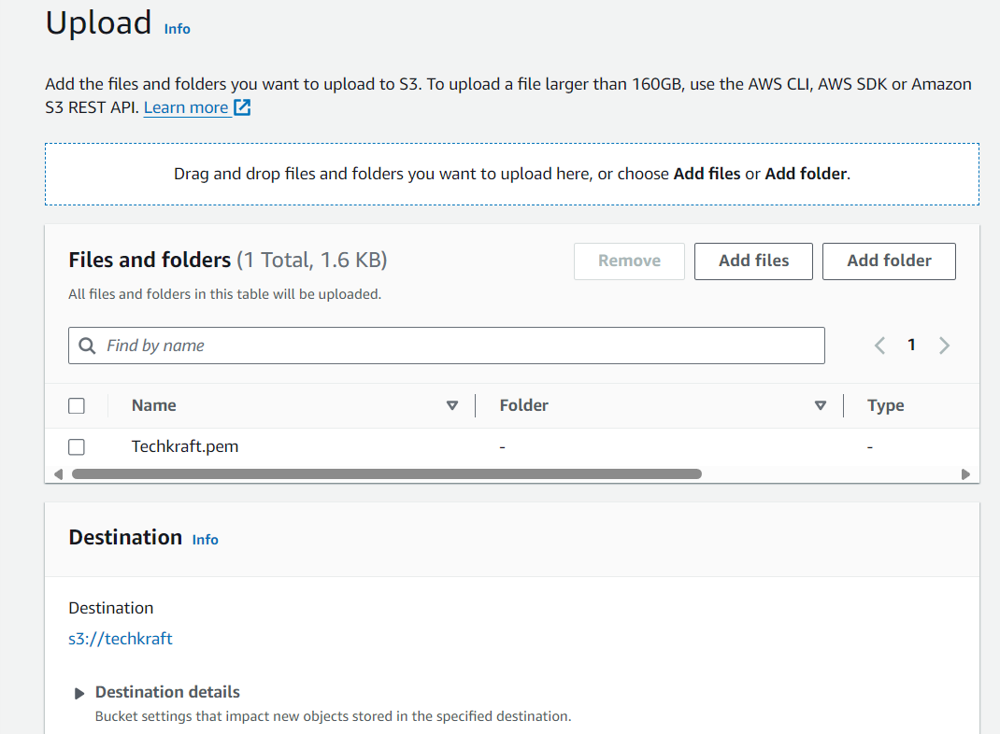 Upload Info
Add the files and folders you want to upload to S3. To upload a file larger than 160GB, use the AWS CLI, AWS SDK or Amazon
S3 REST API. Learn more
Drag and drop files and folders you want to upload here, or choose Add files or Add folder.
Files and folders (1 Total, 1.6 KB)
Remove
Add files
Add folder
All files and folders in this table will be uploaded.
Find by name
1
Name
Folder
Type
Techkraft.pem
-
-
Destination Info
Destination
s3://techkraft
Destination details
Bucket settings that impact new objects stored in the specified destination.